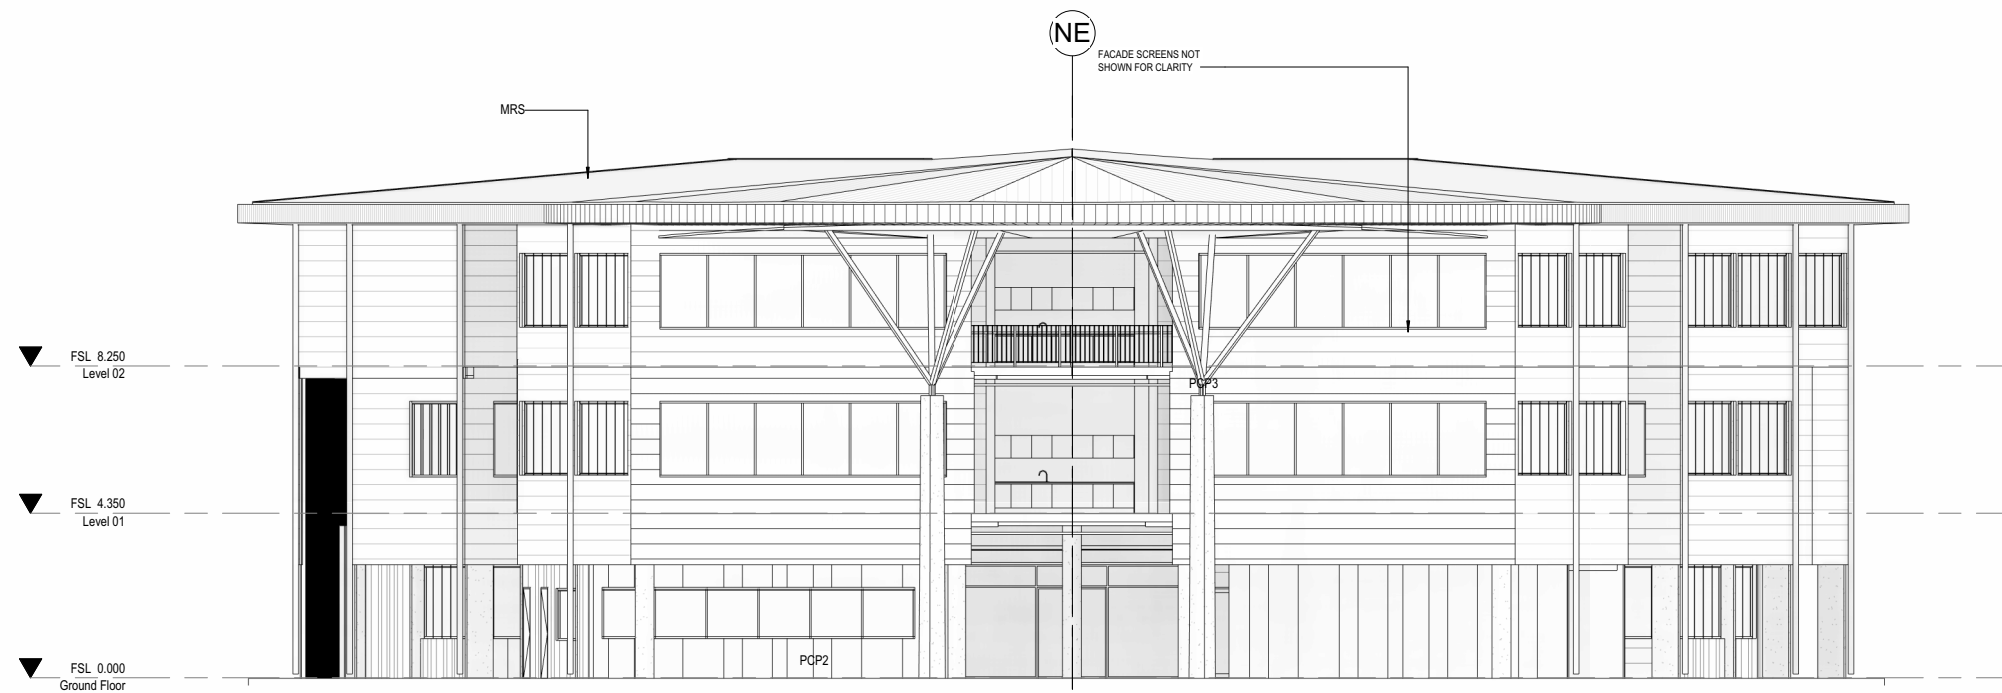 NE
FACADE SCREENS NOT
SHOWN FOR CLARITY
MRS
FSL 8.250
Level 02
PCP3
FSL 4.350
Level 01
PCP2
FSL 0.000
Ground Floor